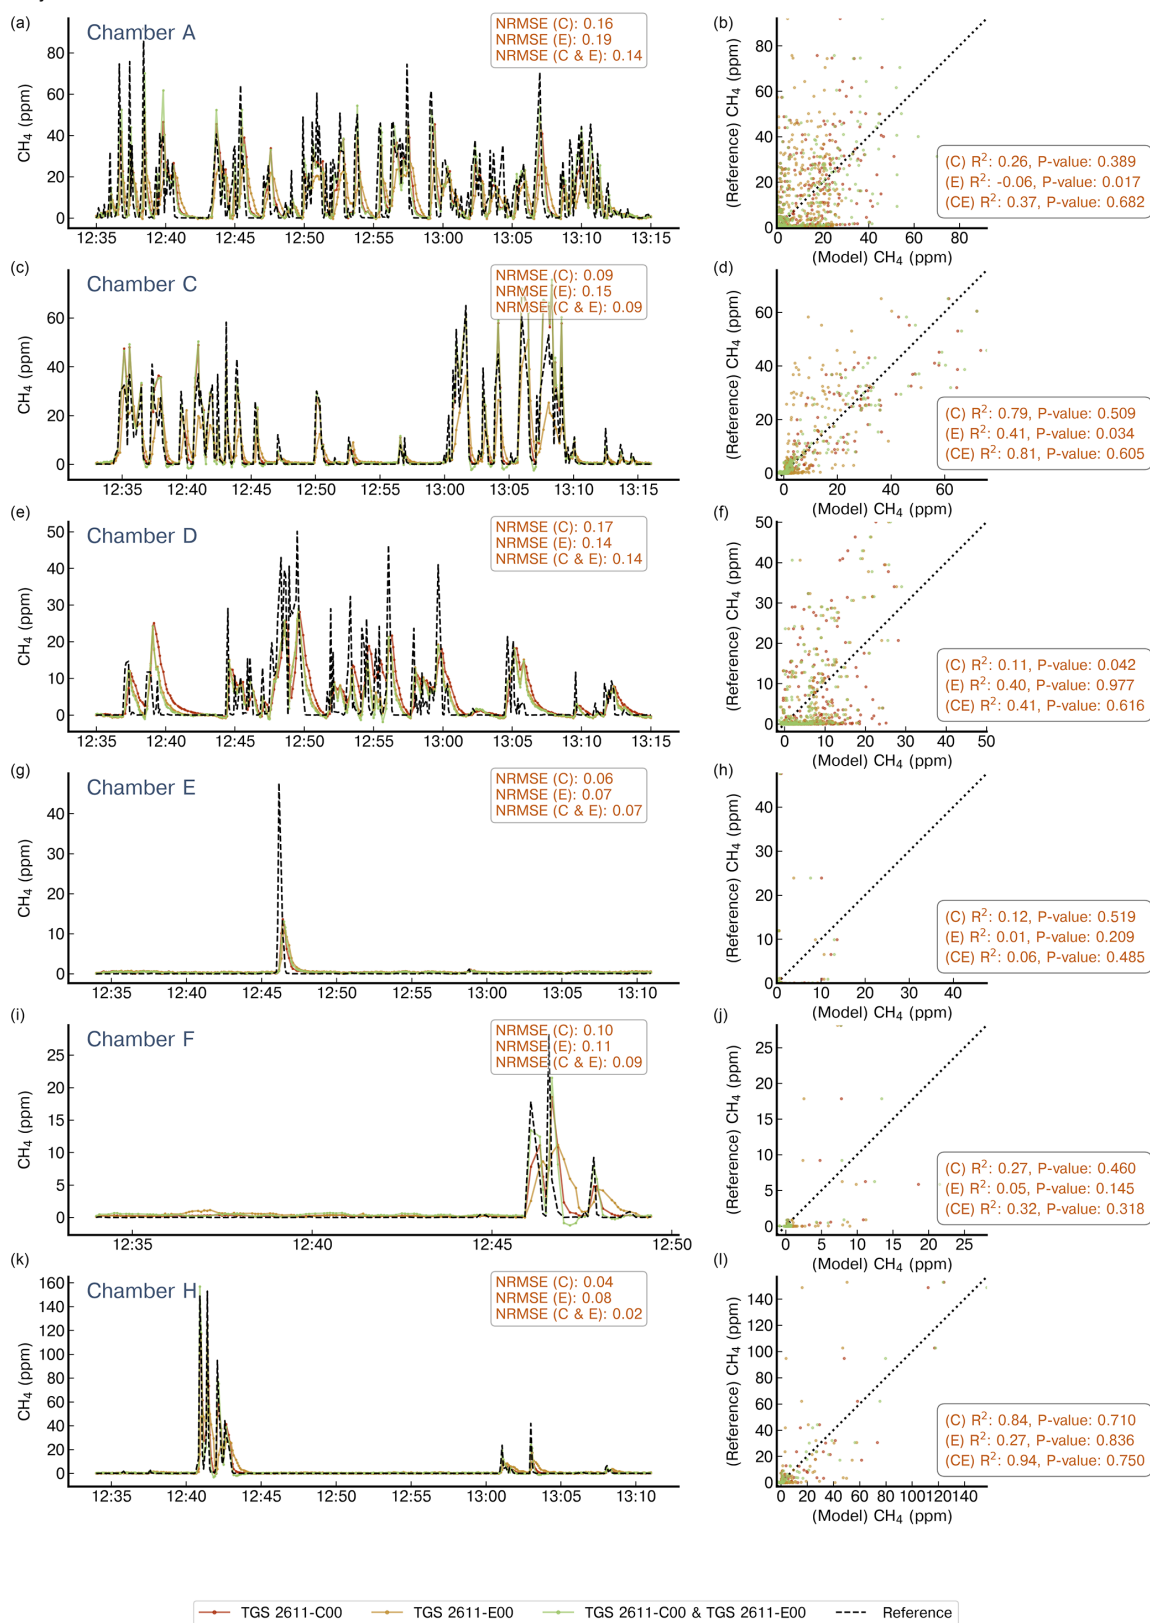 (a)
Chamber A
NRMSE (C): 0.16
NRMSE (E): 0.19
NRMSE (C & E): 0.14
CH4 (ppm)
80
60
40
20
0
12:35 12:40 12:45 12:50 12:55 13:00 13:05 13:10 13:15
(b)
(Reference) CH4 (ppm)
80
60
40
20
0
0 20 40 60 80
(Model) CH4 (ppm)
(C) R2: 0.26, P-value: 0.389
(E) R2: -0.06, P-value: 0.017
(CE) R2: 0.37, P-value: 0.682
(c)
Chamber C
NRMSE (C): 0.09
NRMSE (E): 0.15
NRMSE (C & E): 0.09
CH4 (ppm)
60
40
20
0
12:35 12:40 12:45 12:50 12:55 13:00 13:05 13:10 13:15
(d)
(Reference) CH4 (ppm)
60
40
20
0
0 20 40 60
(Model) CH4 (ppm)
(C) R2: 0.79, P-value: 0.509
(E) R2: 0.41, P-value: 0.034
(CE) R2: 0.81, P-value: 0.605
(e)
Chamber D
NRMSE (C): 0.17
NRMSE (E): 0.14
NRMSE (C & E): 0.14
CH4 (ppm)
50
40
30
20
10
0
12:35 12:40 12:45 12:50 12:55 13:00 13:05 13:10 13:15
(f)
(Reference) CH4 (ppm)
50
40
30
20
10
0
0 10 20 30 40 50
(Model) CH4 (ppm)
(C) R2: 0.11, P-value: 0.042
(E) R2: 0.40, P-value: 0.977
(CE) R2: 0.41, P-value: 0.616
(g)
Chamber E
NRMSE (C): 0.06
NRMSE (E): 0.07
NRMSE (C & E): 0.07
CH4 (ppm)
40
30
20
10
0
12:35 12:40 12:45 12:50 12:55 13:00 13:05 13:10
(h)
(Reference) CH4 (ppm)
40
30
20
10
0
0 10 20 30 40
(Model) CH4 (ppm)
(C) R2: 0.12, P-value: 0.519
(E) R2: 0.01, P-value: 0.209
(CE) R2: 0.06, P-value: 0.485
(i)
Chamber F
NRMSE (C): 0.10
NRMSE (E): 0.11
NRMSE (C & E): 0.09
CH4 (ppm)
25
20
15
10
5
0
12:35 12:40 12:45 12:50
(j)
(Reference) CH4 (ppm)
25
20
15
10
5
0
0 5 10 15 20 25
(Model) CH4 (ppm)
(C) R2: 0.27, P-value: 0.460
(E) R2: 0.05, P-value: 0.145
(CE) R2: 0.32, P-value: 0.318
(k)
Chamber H
NRMSE (C): 0.04
NRMSE (E): 0.08
NRMSE (C & E): 0.02
CH4 (ppm)
160
140
120
100
80
60
40
20
0
12:35 12:40 12:45 12:50 12:55 13:00 13:05 13:10
(l)
(Reference) CH4 (ppm)
140
120
100
80
60
40
20
0
0 20 40 60 80 100 120 140
(Model) CH4 (ppm)
(C) R2: 0.84, P-value: 0.710
(E) R2: 0.27, P-value: 0.836
(CE) R2: 0.94, P-value: 0.750
TGS 2611-C00 TGS 2611-E00 TGS 2611-C00 & TGS 2611-E00 Reference